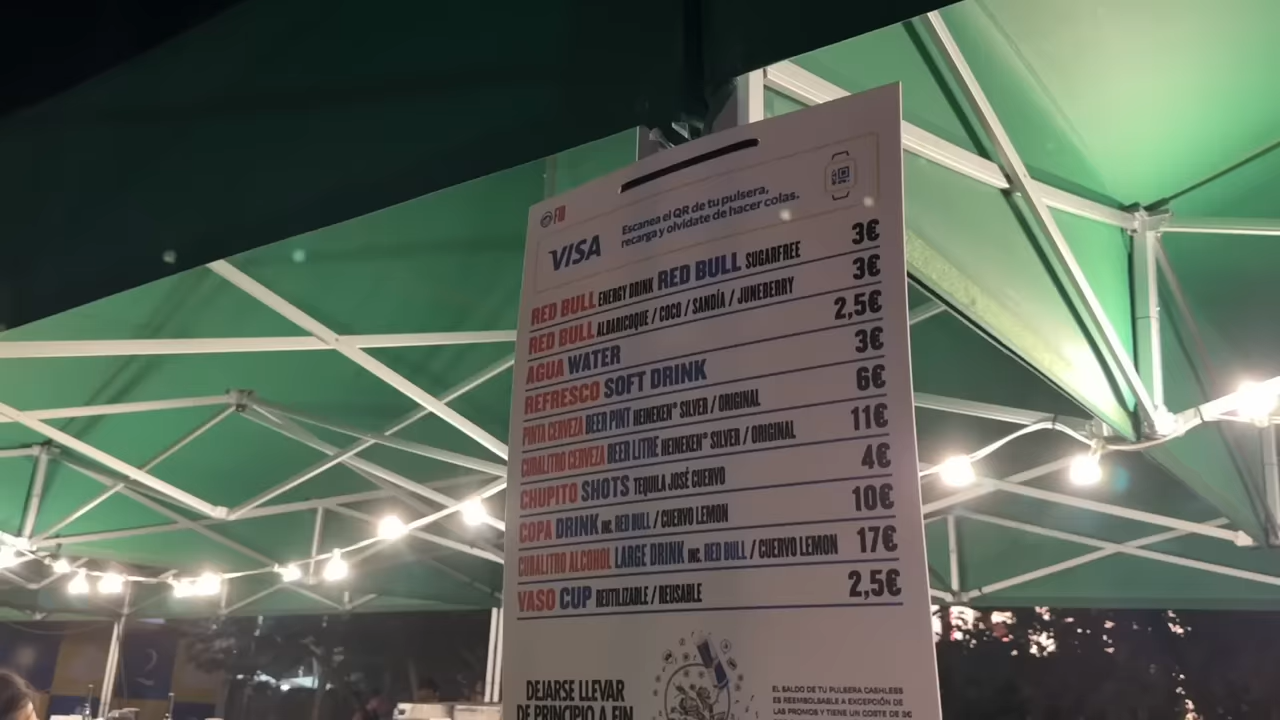 FIB
Escanea el QR de tu pulsera,
recarga y olvídate de hacer colas.
VISA
RED BULL ENERGY DRINK RED BULL SUGARFREE 3€
RED BULL ALBARICOQUE / COCO / SANDÍA / JUNEBERRY 3€
AGUA WATER 2,5€
REFRESCO SOFT DRINK 3€
PINTA CERVEZA BEER PINT HEINEKEN® SILVER / ORIGINAL 6€
CUBALITRO CERVEZA BEER LITRE HEINEKEN® SILVER / ORIGINAL 11€
CHUPITO SHOTS TEQUILA JOSÉ CUERVO 4€
COPA DRINK INC. RED BULL / CUERVO LEMON 10€
CUBALITRO ALCOHOL LARGE DRINK INC. RED BULL / CUERVO LEMON 17€
VASO CUP REUTILIZABLE / REUSABLE 2,5€
DEJARSE LLEVAR
DE PRINCIPIO A FIN
EL SALDO DE TU PULSERA CASHLESS
ES REEMBOLSABLE A EXCEPCIÓN DE
LAS PROMOS Y TIENE UN COSTE DE 3€